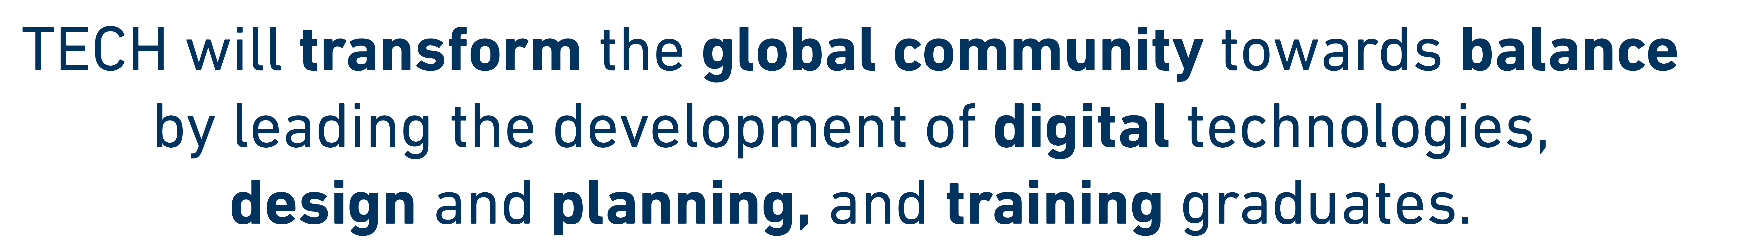 TECH will transform the global community towards balance
by leading the development of digital technologies,
design and planning, and training graduates.